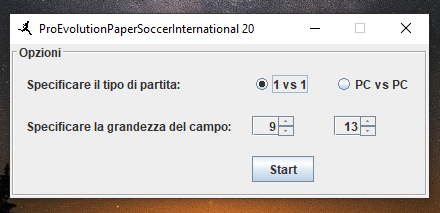 ProEvolutionPaperSoccerInternational 20
Opzioni
Specificare il tipo di partita: 1 vs 1 PC vs PC
Specificare la grandezza del campo: 9 13
Start